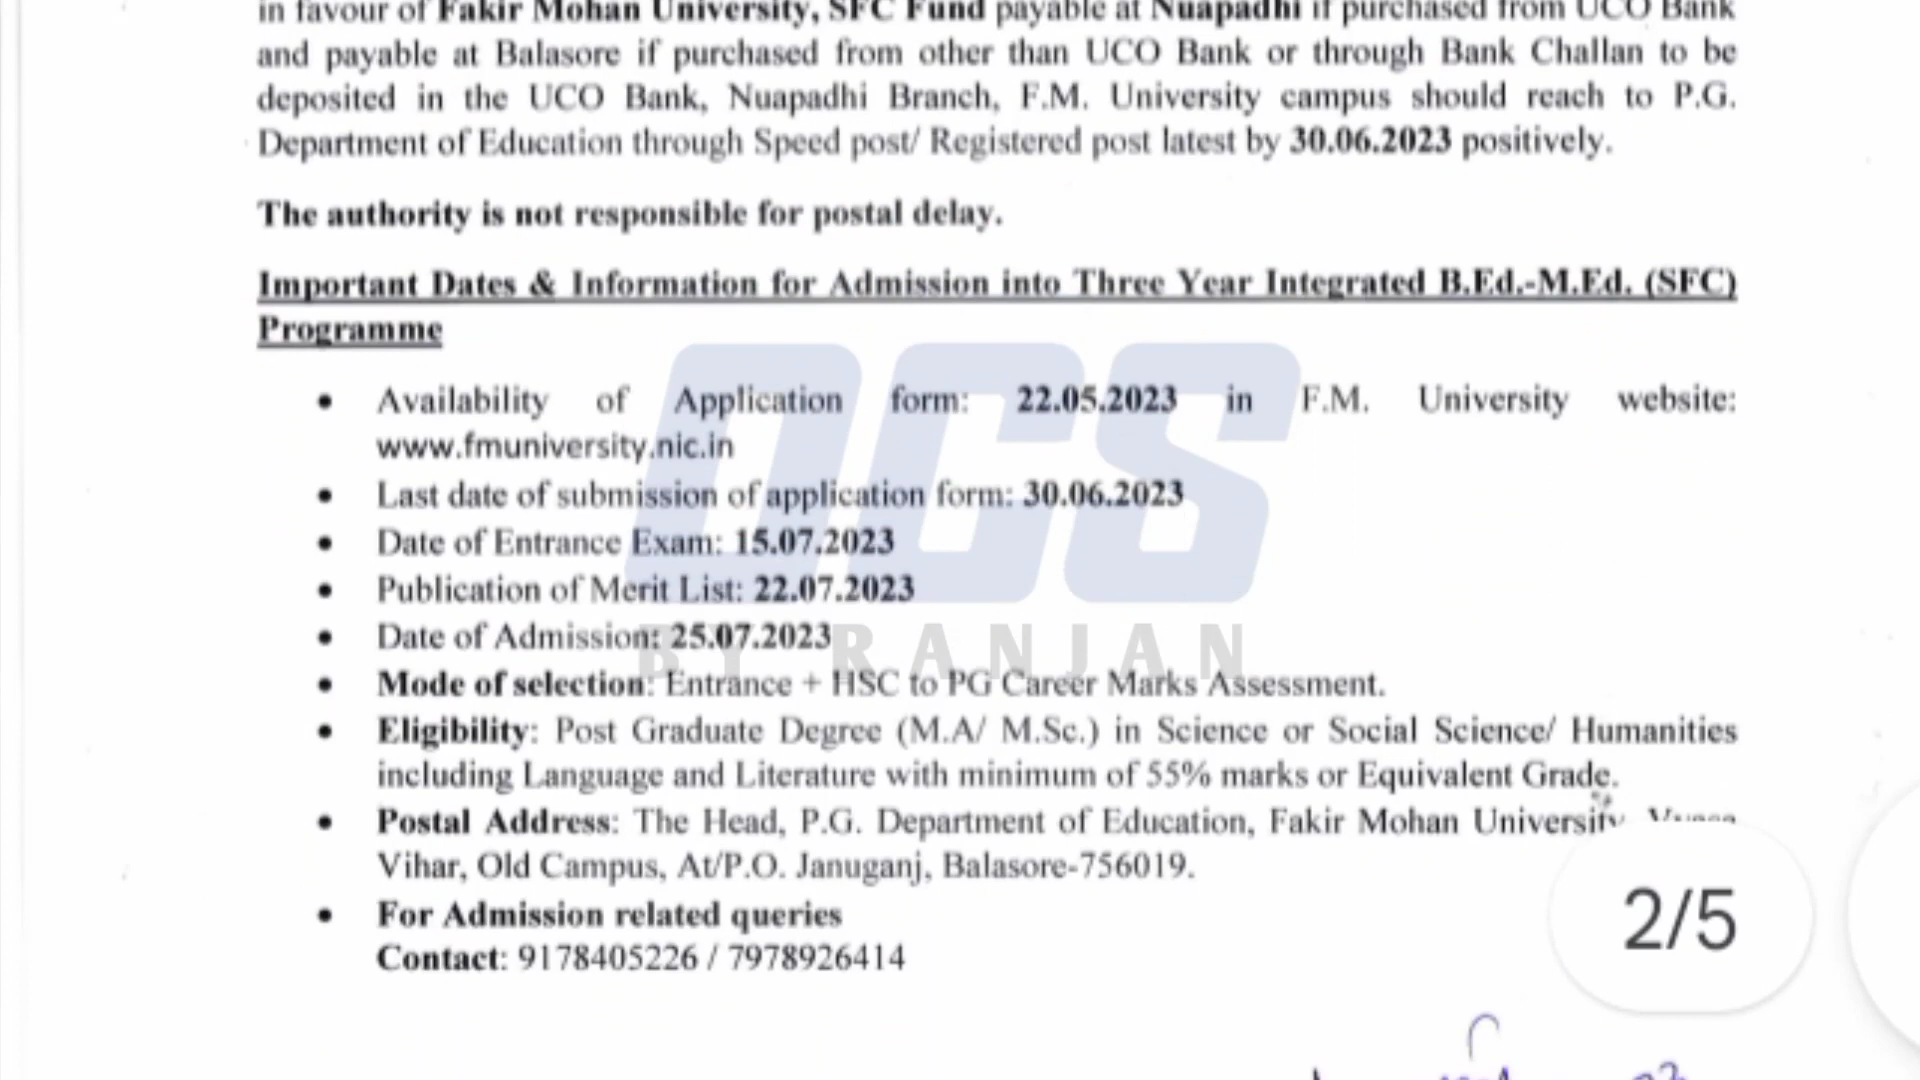 in favour of Fakir Mohan University, SFC Fund payable at Nuapadhi if purchased from UCO Bank
and payable at Balasore if purchased from other than UCO Bank or through Bank Challan to be
deposited in the UCO Bank, Nuapadhi Branch, F.M. University campus should reach to P.G.
Department of Education through Speed post/ Registered post latest by 30.06.2023 positively.
The authority is not responsible for postal delay.
Important Dates & Information for Admission into Three Year Integrated B.Ed.-M.Ed. (SFC)
Programme
• Availability of Application form: 22.05.2023 in F.M. University website:
www.fmuniversity.nic.in
• Last date of submission of application form: 30.06.2023
• Date of Entrance Exam: 15.07.2023
• Publication of Merit List: 22.07.2023
• Date of Admission: 25.07.2023
• Mode of selection: Entrance + HSC to PG Career Marks Assessment.
• Eligibility: Post Graduate Degree (M.A/ M.Sc.) in Science or Social Science/ Humanities
including Language and Literature with minimum of 55% marks or Equivalent Grade.
• Postal Address: The Head, P.G. Department of Education, Fakir Mohan University
Vihar, Old Campus, At/P.O. Januganj, Balasore-756019.
• For Admission related queries
Contact: 9178405226 / 7978926414
2/5
OCS
BY RANJAN